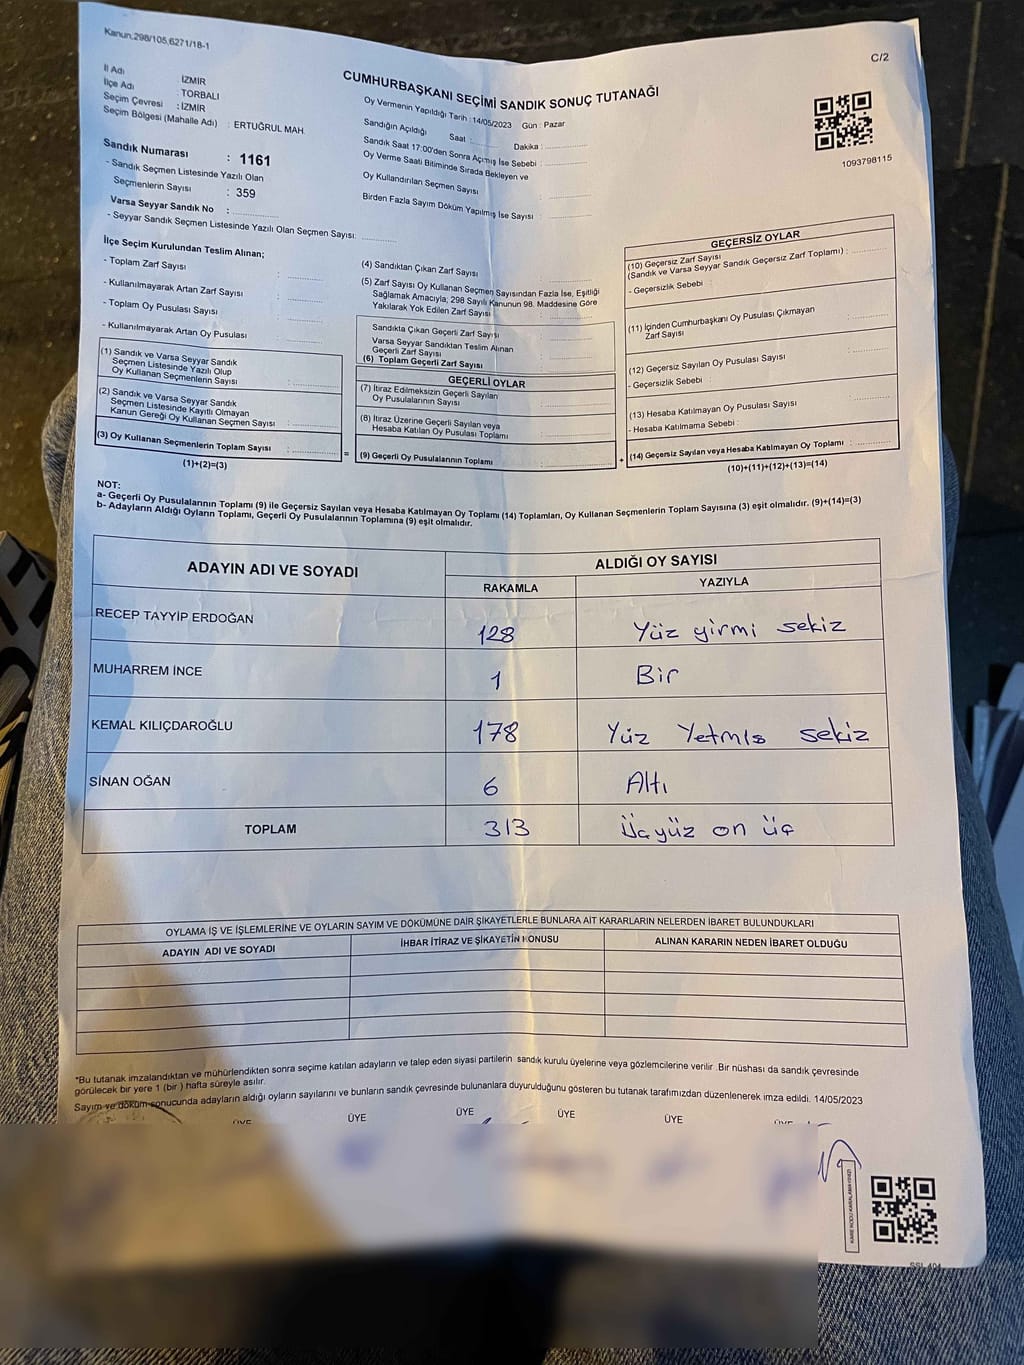 Kanun,298/105,6271/18-1
C/2
CUMHURBAŞKANI SEÇİMİ SANDIK SONUÇ TUTANAĞI
İl Adı : İZMİR
İlçe Adı : TORBALI
Seçim Çevresi : İZMİR
Seçim Bölgesi (Mahalle Adı) : ERTUĞRUL MAH.
Sandık Numarası : 1161
- Sandık Seçmen Listesinde Yazılı Olan
Seçmenlerin Sayısı : 359
Varsa Seyyar Sandık No :
- Seyyar Sandık Seçmen Listesinde Yazılı Olan Seçmen Sayısı:
Oy Vermenin Yapıldığı Tarih : 14/05/2023 Gün : Pazar
Sandığın Açıldığı Saat : Dakika :
Sandık Saat 17:00'den Sonra Açmış İse Sebebi :
Oy Verme Saati Bitiminde Sırada Bekleyen ve
Oy Kullandırılan Seçmen Sayısı :
Birden Fazla Sayım Döküm Yapılmış İse Sayısı :
1093798115
İlçe Seçim Kurulundan Teslim Alınan;
- Toplam Zarf Sayısı :
- Kullanılmayarak Artan Zarf Sayısı :
- Toplam Oy Pusulası Sayısı :
- Kullanılmayarak Artan Oy Pusulası :
(1) Sandık ve Varsa Seyyar Sandık
Seçmen Listesinde Yazılı Olup
Oy Kullanan Seçmenlerin Sayısı :
(2) Sandık ve Varsa Seyyar Sandık
Seçmen Listesinde Kayıtlı Olmayan
Kanun Gereği Oy Kullanan Seçmen Sayısı :
(3) Oy Kullanan Seçmenlerin Toplam Sayısı :
(1)+(2)=(3)
=
(4) Sandıktan Çıkan Zarf Sayısı :
(5) Zarf Sayısı Oy Kullanan Seçmen Sayısından Fazla İse, Eşitliği
Sağlamak Amacıyla; 298 Sayılı Kanunun 98. Maddesine Göre
Yakılarak Yok Edilen Zarf Sayısı :
Sandıkta Çıkan Geçerli Zarf Sayısı :
Varsa Seyyar Sandıktan Teslim Alınan
Geçerli Zarf Sayısı :
(6) Toplam Geçerli Zarf Sayısı :
GEÇERLİ OYLAR
(7) İtiraz Edilmeksizin Geçerli Sayılan
Oy Pusulalarının Sayısı :
(8) İtiraz Üzerine Geçerli Sayılan veya
Hesaba Katılan Oy Pusulası Toplamı :
(9) Geçerli Oy Pusulalarının Toplamı :
+
GEÇERSİZ OYLAR
(10) Geçersiz Zarf Sayısı
(Sandık ve Varsa Seyyar Sandık Geçersiz Zarf Toplamı) :
- Geçersizlik Sebebi :
(11) İçinden Cumhurbaşkanı Oy Pusulası Çıkmayan
Zarf Sayısı :
(12) Geçersiz Sayılan Oy Pusulası Sayısı :
- Geçersizlik Sebebi :
(13) Hesaba Katılmayan Oy Pusulası Sayısı :
- Hesaba Katılmama Sebebi :
(14) Geçersiz Sayılan veya Hesaba Katılmayan Oy Toplamı :
(10)+(11)+(12)+(13)=(14)
NOT:
a- Geçerli Oy Pusulalarının Toplamı (9) ile Geçersiz Sayılan veya Hesaba Katılmayan Oy Toplamı (14) Toplamları, Oy Kullanan Seçmenlerin Toplam Sayısına (3) eşit olmalıdır. (9)+(14)=(3)
b- Adayların Aldığı Oyların Toplamı, Geçerli Oy Pusulalarının Toplamına (9) eşit olmalıdır.
ADAYIN ADI VE SOYADI ALDIĞI OY SAYISI
RAKAMLA YAZIYLA
RECEP TAYYİP ERDOĞAN 128 Yüz yirmi sekiz
MUHARREM İNCE 1 Bir
KEMAL KILIÇDAROĞLU 178 Yüz Yetmıs sekiz
SİNAN OĞAN 6 Altı
TOPLAM 313 Üçyüz on üç
OYLAMA İŞ VE İŞLEMLERİNE VE OYLARIN SAYIM VE DÖKÜMÜNE DAİR ŞİKAYETLERLE BUNLARA AİT KARARLARIN NELERDEN İBARET BULUNDUKLARI
ADAYIN ADI VE SOYADI İHBAR İTİRAZ VE ŞİKAYETİN KONUSU ALINAN KARARIN NEDEN İBARET OLDUĞU
*Bu tutanak imzalandıktan ve mühürlendikten sonra seçime katılan adayların ve talep eden siyasi partilerin sandık kurulu üyelerine veya gözlemcilerine verilir .Bir nüshası da sandık çevresinde
görülecek bir yere 1 (bir ) hafta süreyle asılır.
Sayım ve döküm sonucunda adayların aldığı oyların sayılarını ve bunların sandık çevresinde bulunanlara duyurulduğunu gösteren bu tutanak tarafımızdan düzenlenerek imza edildi. 14/05/2023
ÜYE ÜYE ÜYE ÜYE ÜYE ÜYE
KARE KODU KARALAMAYINIZ!